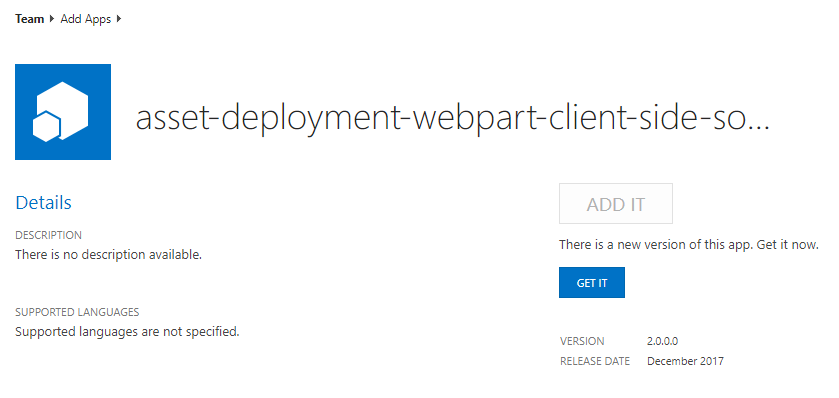 Team ▸ Add Apps ▸
asset-deployment-webpart-client-side-so...
Details
DESCRIPTION
There is no description available.
SUPPORTED LANGUAGES
Supported languages are not specified.
ADD IT
There is a new version of this app. Get it now.
GET IT
VERSION 2.0.0.0
RELEASE DATE December 2017